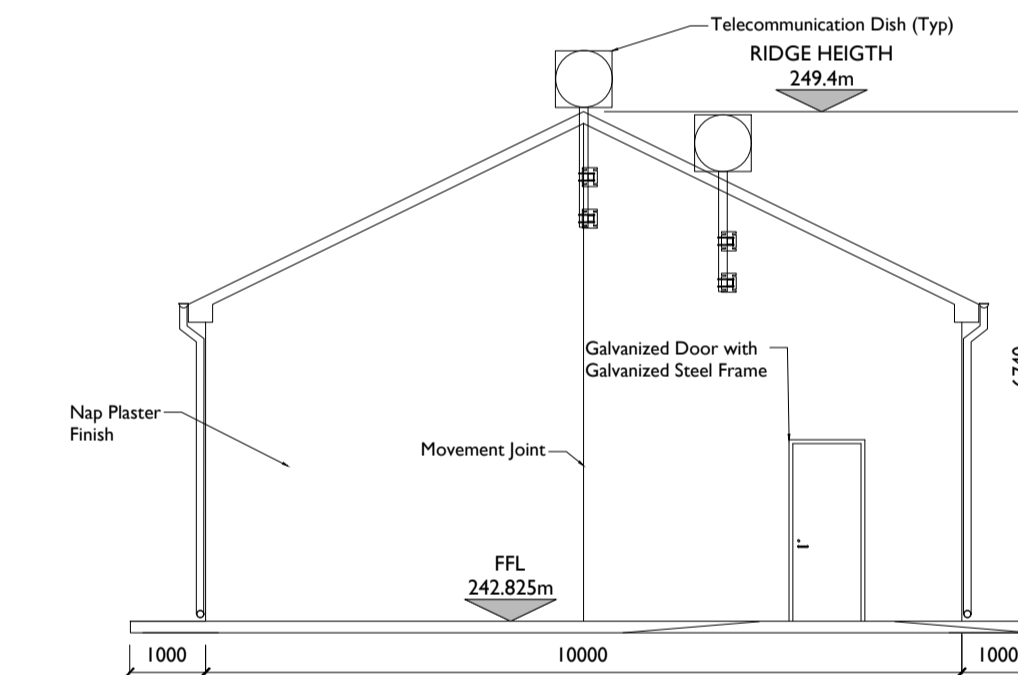 Telecommunication Dish (Typ)
RIDGE HEIGTH
249.4m
Galvanized Door with
Galvanized Steel Frame
Nap Plaster
Finish
Movement Joint
FFL
242.825m
1000
10000
1000